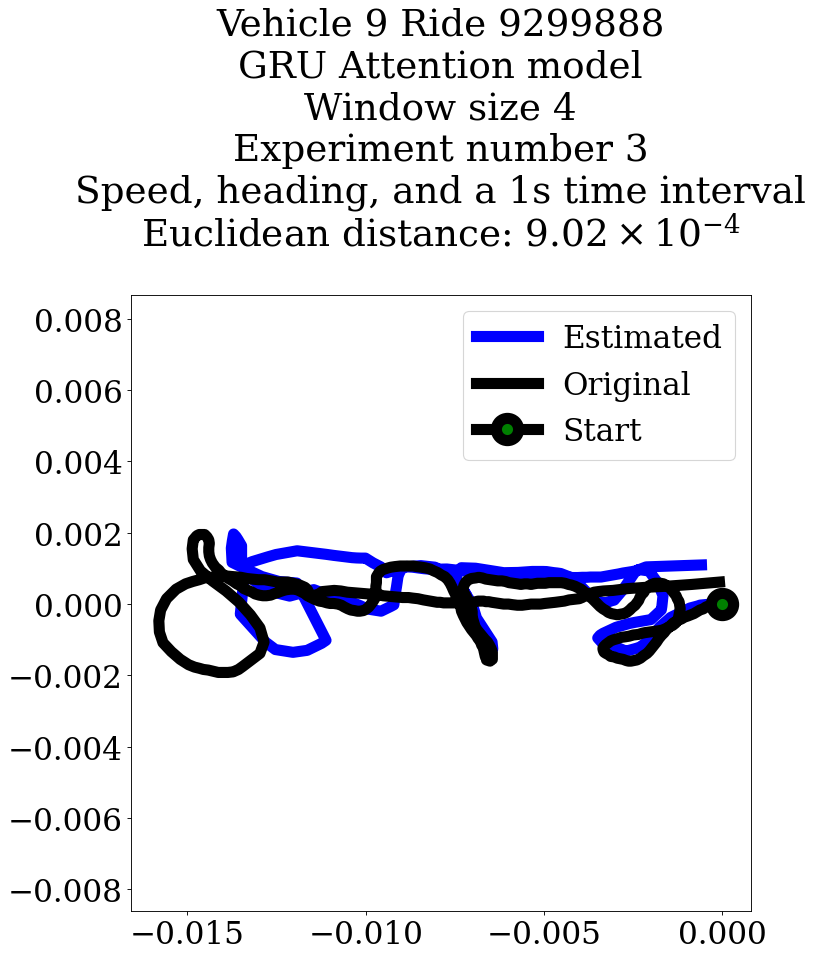 Vehicle 9 Ride 9299888
GRU Attention model
Window size 4
Experiment number 3
Speed, heading, and a 1s time interval
Euclidean distance: 9.02 × 10⁻⁴
Estimated
Original
Start
0.008
0.006
0.004
0.002
0.000
−0.002
−0.004
−0.006
−0.008
−0.015 −0.010 −0.005 0.000